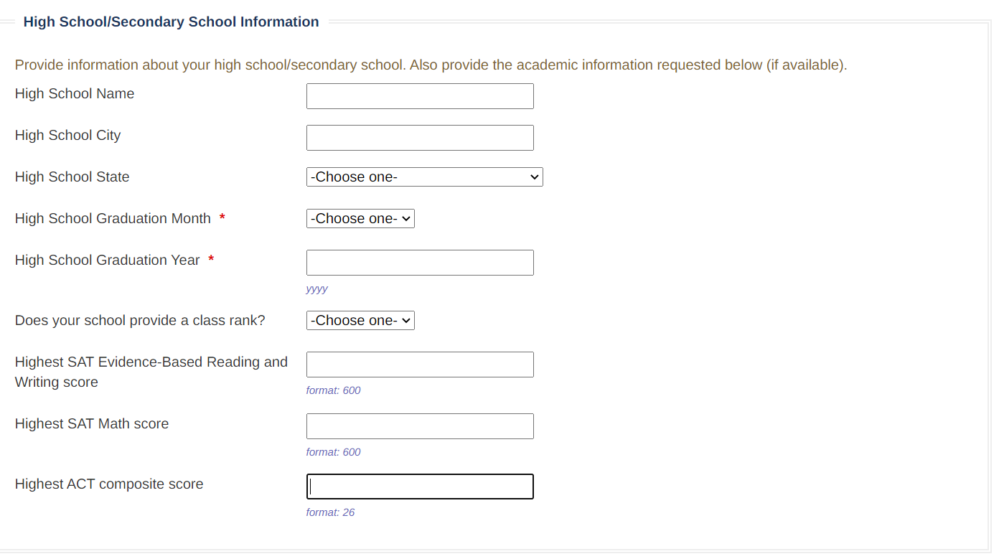 High School/Secondary School Information
Provide information about your high school/secondary school. Also provide the academic information requested below (if available).
High School Name
High School City
High School State -Choose one-
High School Graduation Month * -Choose one-
High School Graduation Year *
yyyy
Does your school provide a class rank? -Choose one-
Highest SAT Evidence-Based Reading and
Writing score
format: 600
Highest SAT Math score
format: 600
Highest ACT composite score
format: 26